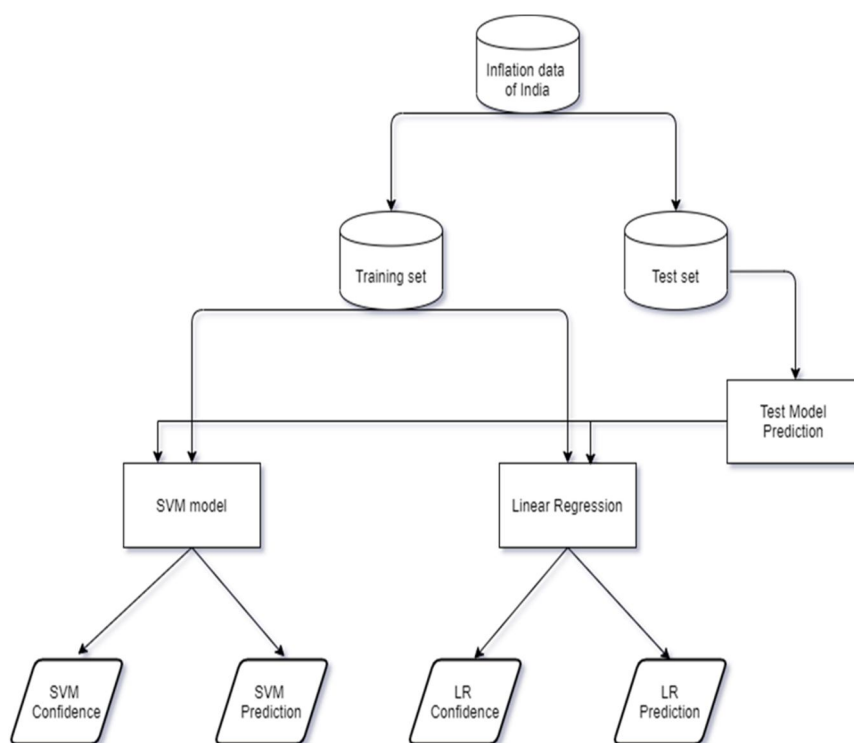 Inflation data
of India
Training set
Test set
Test Model
Prediction
SVM model
Linear Regression
SVM
Confidence
SVM
Prediction
LR
Confidence
LR
Prediction